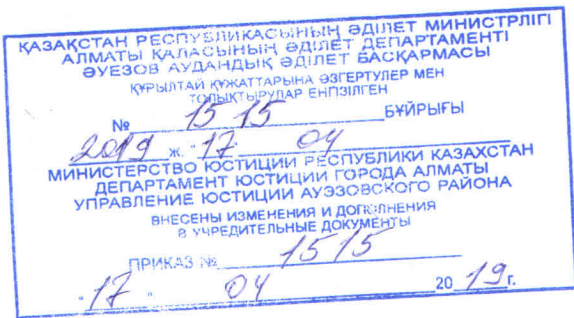 ҚАЗАҚСТАН РЕСПУБЛИКАСЫНЫҢ ӘДІЛЕТ МИНИСТРЛІГІ
АЛМАТЫ ҚАЛАСЫНЫҢ ӘДІЛЕТ ДЕПАРТАМЕНТІ
ӘУЕЗОВ АУДАНДЫҚ ӘДІЛЕТ БАСҚАРМАСЫ
ҚҰРЫЛТАЙ ҚҰЖАТТАРЫНА ӨЗГЕРТУЛЕР МЕН
ТОЛЫҚТЫРУЛАР ЕНГІЗІЛГЕН
№ 1515 БҰЙРЫҒЫ
2019 ж. "17" 04
МИНИСТЕРСТВО ЮСТИЦИИ РЕСПУБЛИКИ КАЗАХСТАН
ДЕПАРТАМЕНТ ЮСТИЦИИ ГОРОДА АЛМАТЫ
УПРАВЛЕНИЕ ЮСТИЦИИ АУЭЗОВСКОГО РАЙОНА
ВНЕСЕНЫ ИЗМЕНЕНИЯ И ДОПОЛНЕНИЯ
В УЧРЕДИТЕЛЬНЫЕ ДОКУМЕНТЫ
ПРИКАЗ № 1515
"17" 04 2019 г.